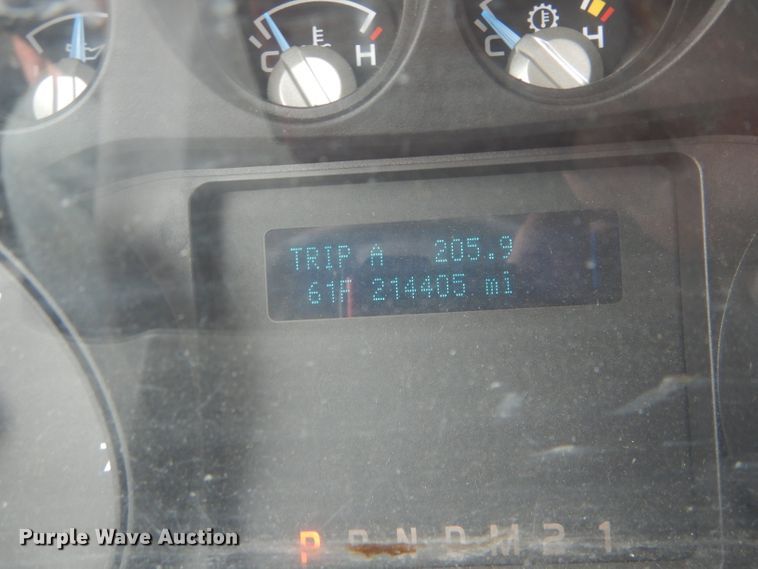 C H
C H
TRIP A 205.9
61F 214405 mi
P R N D M 2 1
Purple Wave Auction